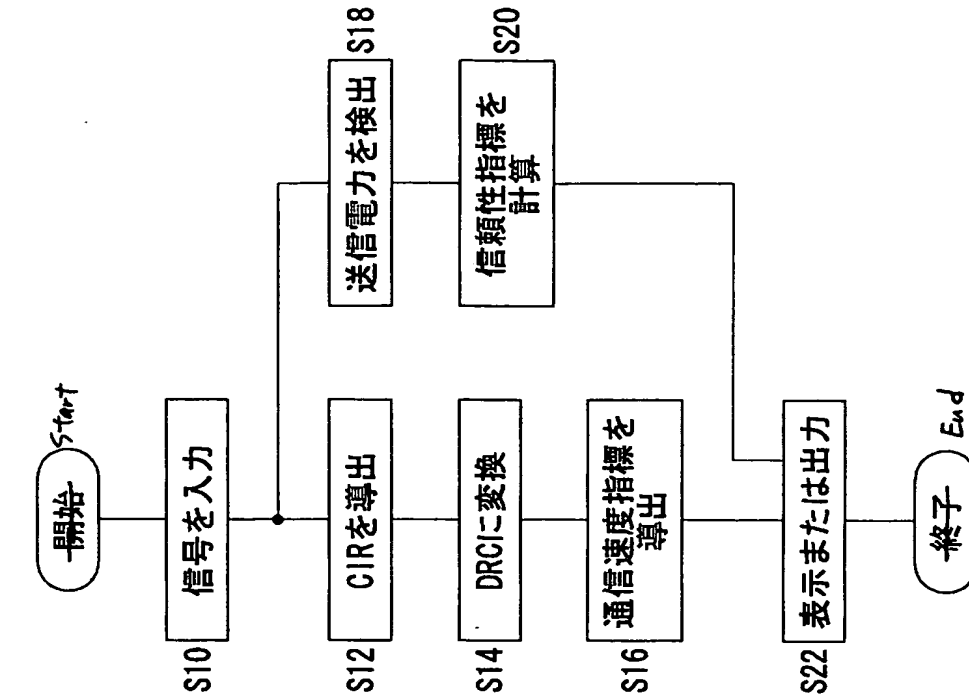 開始
Start
S10
信号を入力
S12
CIRを導出
S14
DRCに変換
S16
通信速度指標を
導出
S18
送信電力を検出
S20
信頼性指標を
計算
S22
表示または出力
終了
End